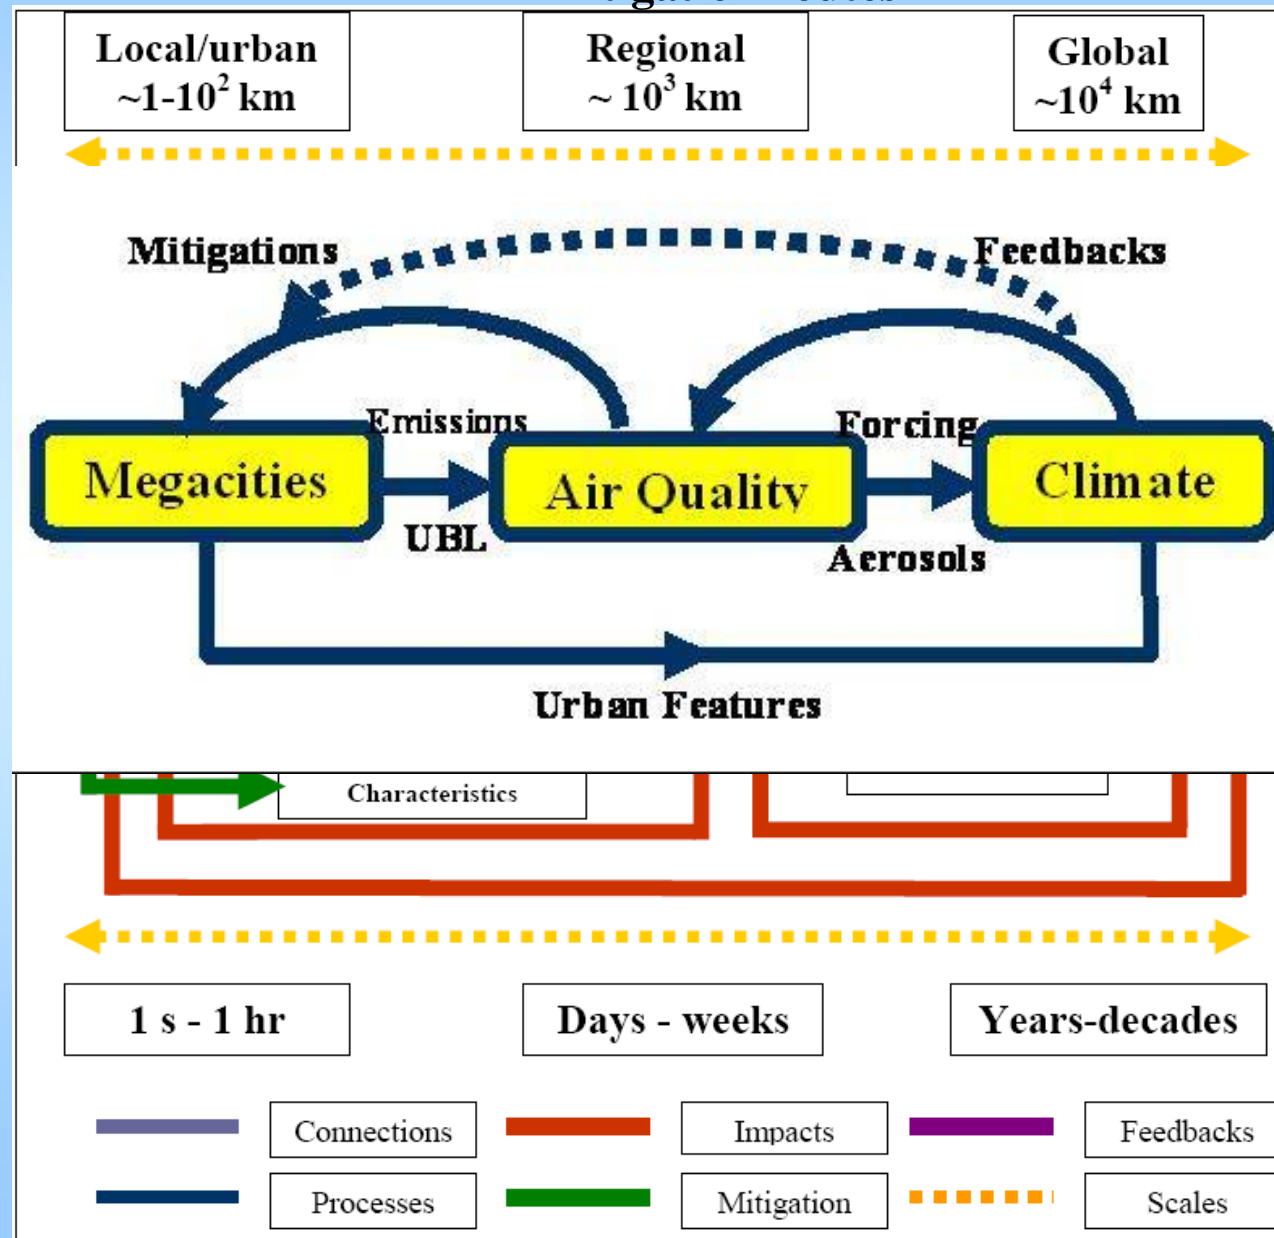 Local/urban
~1-10² km
Regional
~ 10³ km
Global
~10⁴ km
Mitigations
Feedbacks
Emissions
Forcing
Megacities
Air Quality
Climate
UBL
Aerosols
Urban Features
Characteristics
1 s - 1 hr
Days - weeks
Years-decades
Connections
Impacts
Feedbacks
Processes
Mitigation
Scales